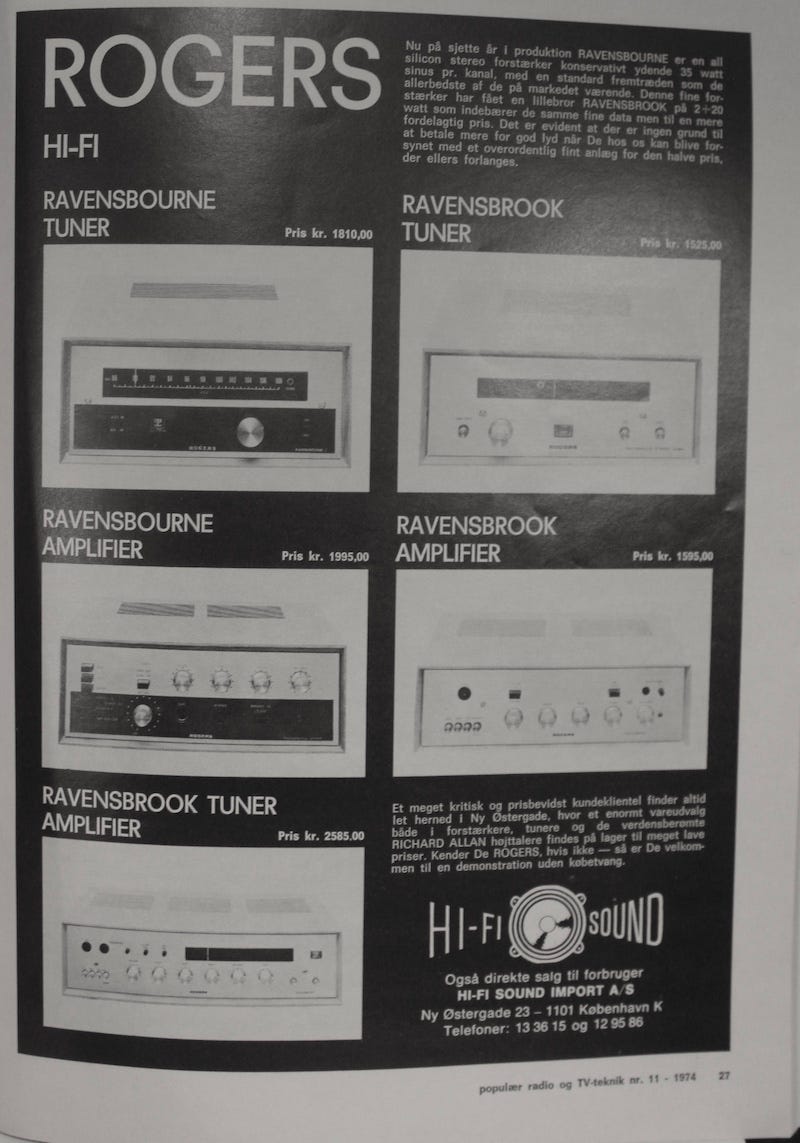 ROGERS
HI-FI
Nu på sjette år i produktion RAVENSBOURNE er en all
silicon stereo forstærker konservativt ydende 35 watt
sinus pr. kanal, med en standard fremtræden som de
allerbedste af de på markedet værende. Denne fine for-
stærker har fået en lillebror RAVENSBROOK på 2÷20
watt som indebærer de samme fine data men til en mere
fordelagtig pris. Det er evident at der er ingen grund til
at betale mere for god lyd når De hos os kan blive for-
synet med et overordentlig fint anlæg for den halve pris,
der ellers forlanges.
RAVENSBOURNE
TUNER
Pris kr. 1810,00
RAVENSBROOK
TUNER
Pris kr. 1525,00
ROGERS
ROGERS
RAVENSBOURNE
AMPLIFIER
Pris kr. 1995,00
RAVENSBROOK
AMPLIFIER
Pris kr. 1595,00
ROGERS
ROGERS
RAVENSBROOK TUNER
AMPLIFIER
Pris kr. 2585.00
ROGERS
Et meget kritisk og prisbevidst kundeklientel finder altid
let herned i Ny Østergade, hvor et enormt vareudvalg
både i forstærkere, tunere og de verdensberømte
RICHARD ALLAN højttalere findes på lager til meget lave
priser. Kender De ROGERS, hvis ikke — så er De velkom-
men til en demonstration uden købetvang.
HI-FI SOUND
Også direkte salg til forbruger
HI-FI SOUND IMPORT A/S
Ny Østergade 23 – 1101 København K
Telefoner: 13 36 15 og 12 95 86
populær radio og TV-teknik nr. 11 - 1974 27